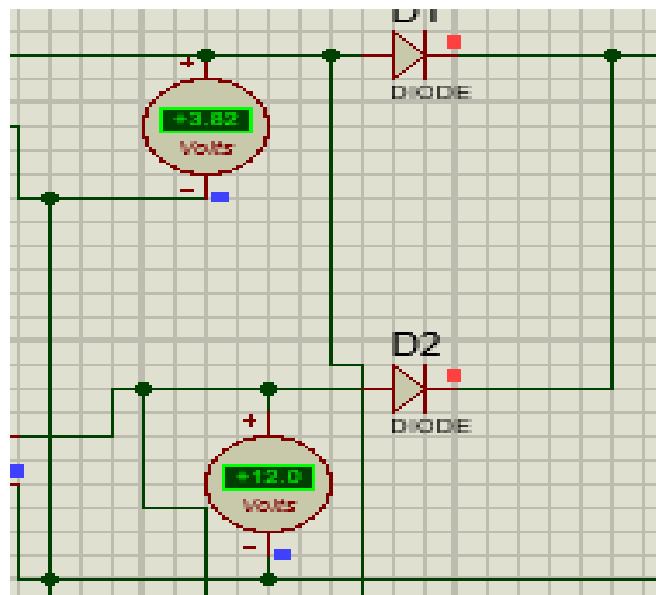 D1
+
DIODE
+3.82
Volts
−
D2
DIODE
+
+12.0
Volts
−